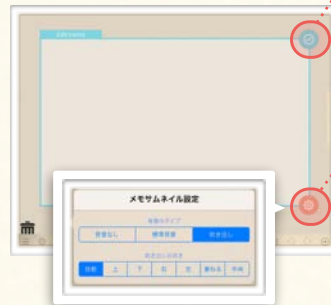 Edit memo
メモサムネイル設定
背景のタイプ
背景なし 標準背景 吹き出し
吹き出しの向き
自動 上 下 右 左 重ねる 中央